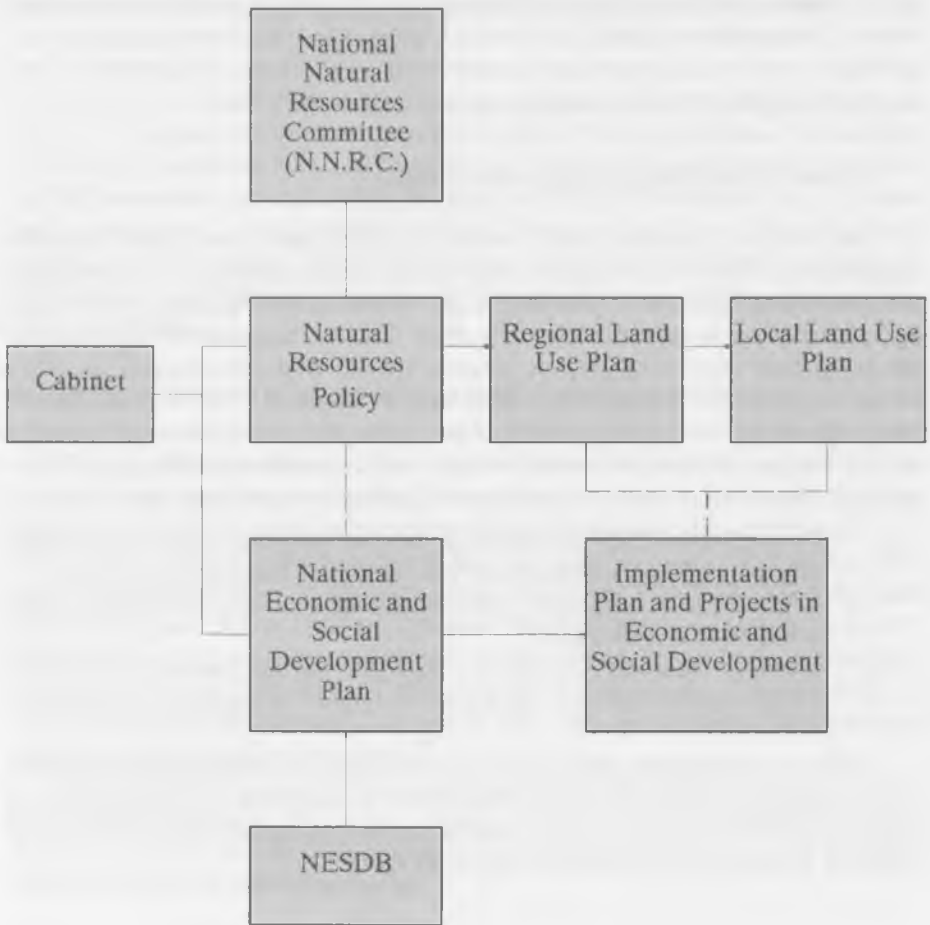 National
Natural
Resources
Committee
(N.N.R.C.)
Cabinet
Natural
Resources
Policy
Regional Land
Use Plan
Local Land Use
Plan
National
Economic and
Social
Development
Plan
Implementation
Plan and Projects in
Economic and
Social Development
NESDB